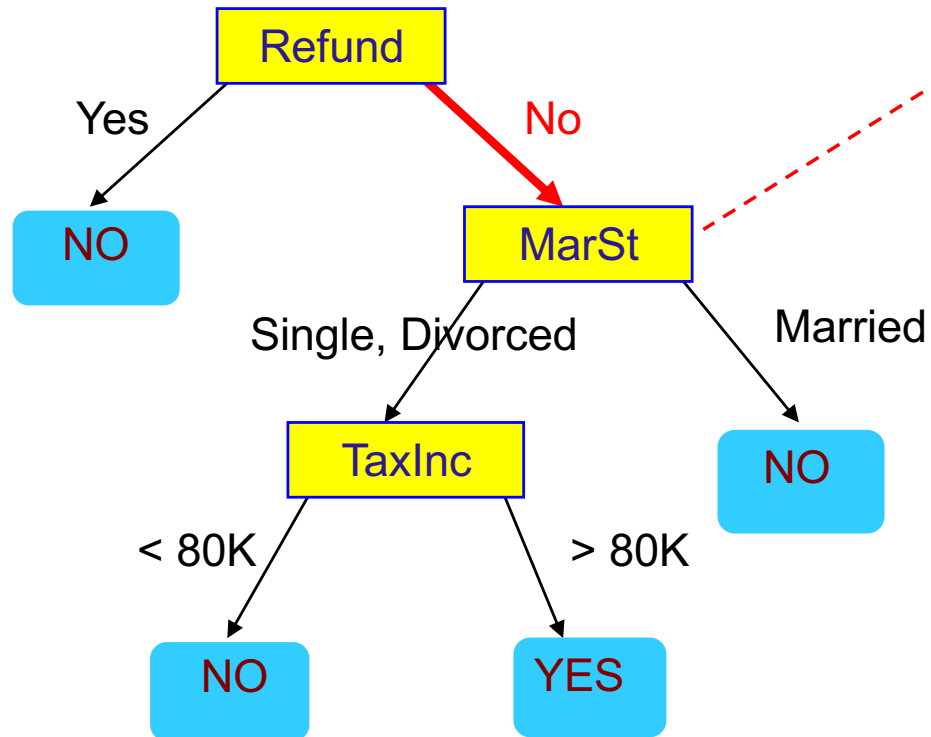 Refund
Yes
No
NO
MarSt
Single, Divorced
Married
TaxInc
NO
< 80K
> 80K
NO
YES